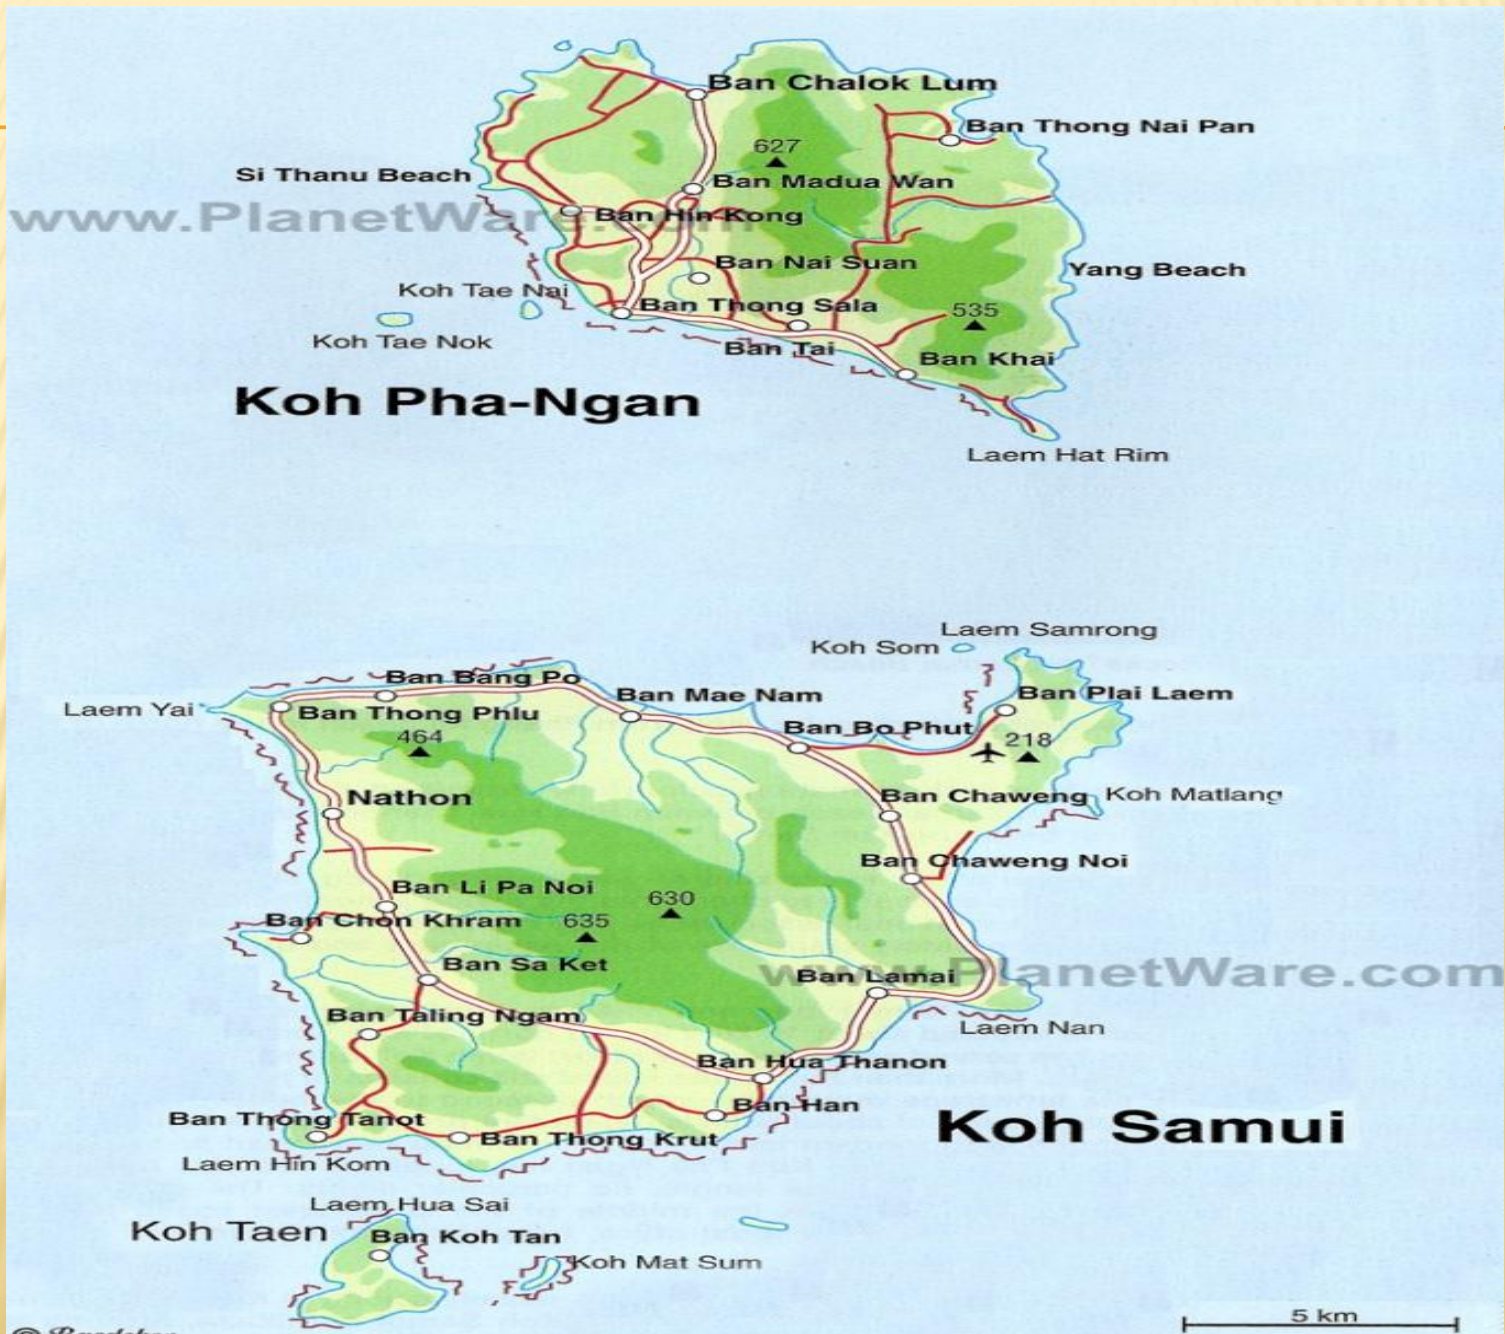 Ban Chalok Lum
Ban Thong Nai Pan
627
Si Thanu Beach
Ban Madua Wan
www.PlanetWare.com
Ban Hin Kong
Ban Nai Suan
Yang Beach
Koh Tae Nai
Ban Thong Sala
535
Koh Tae Nok
Ban Tai
Ban Khai
Koh Pha-Ngan
Laem Hat Rim
Laem Samrong
Koh Som
Ban Bang Po
Ban Mae Nam
Ban Plai Laem
Laem Yai
Ban Thong Phlu
Ban Bo Phut
464
218
Nathon
Ban Chaweng
Koh Matlang
Ban Chaweng Noi
Ban Li Pa Noi
630
Ban Chon Khram
635
Ban Sa Ket
Ban Lamai
www.PlanetWare.com
Ban Taling Ngam
Laem Nan
Ban Hua Thanon
Ban Han
Ban Thong Tanot
Koh Samui
Ban Thong Krut
Laem Hin Kom
Laem Hua Sai
Koh Taen
Ban Koh Tan
Koh Mat Sum
5 km